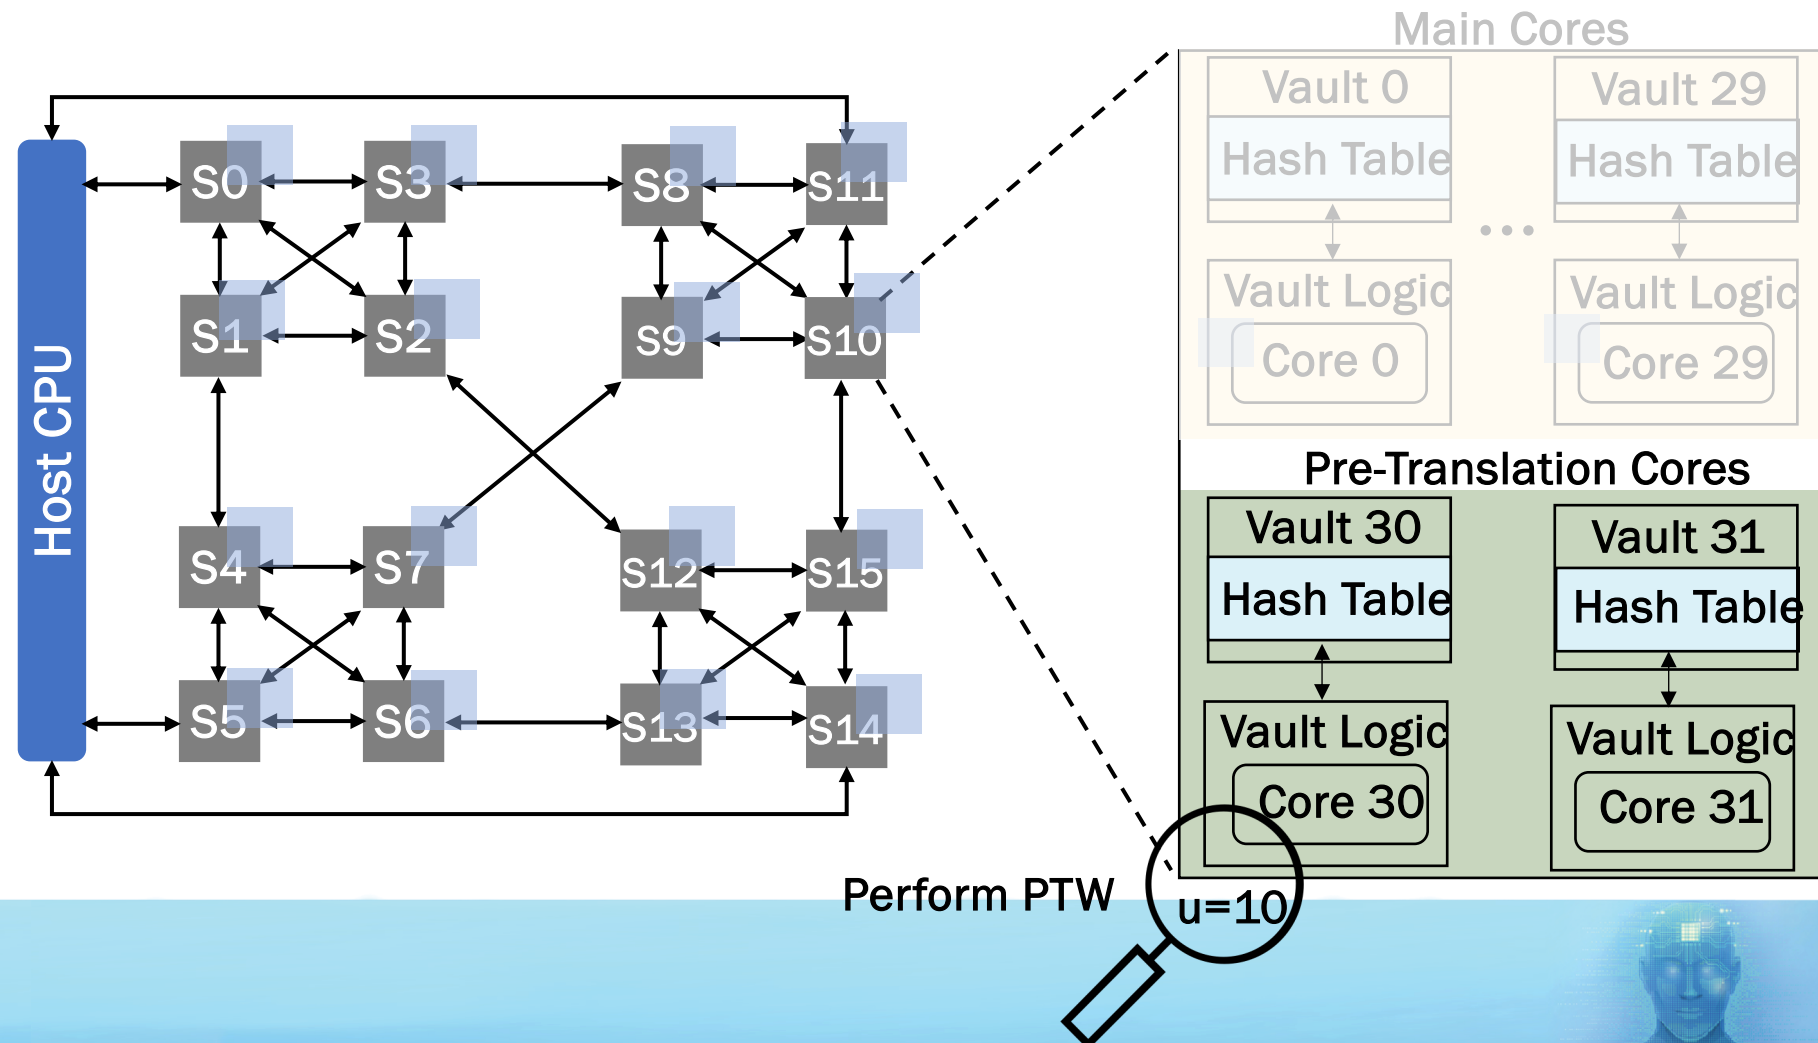 Main Cores
Vault 0
Vault 29
Hash Table
Hash Table
...
Vault Logic
Vault Logic
Core 0
Core 29
Pre-Translation Cores
Vault 30
Vault 31
Hash Table
Hash Table
Vault Logic
Vault Logic
Core 30
Core 31
Host CPU
S0
S3
S8
S11
S1
S2
S9
S10
S4
S7
S12
S15
S5
S6
S13
S14
Perform PTW
u=10